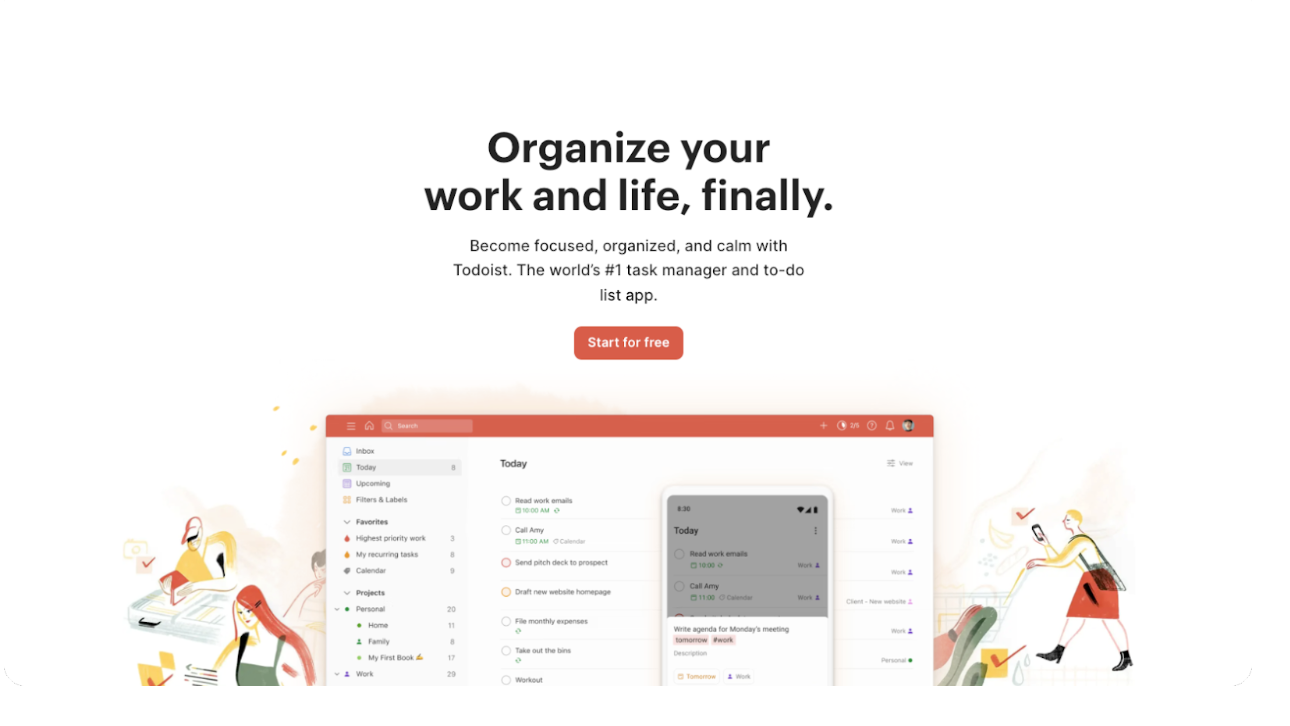 Organize your
work and life, finally.
Become focused, organized, and calm with
Todoist. The world's #1 task manager and to-do
list app.
Start for free
Search
2/5
Inbox
Today 8
Upcoming
Filters & Labels
Favorites
Highest priority work 3
My recurring tasks 8
Calendar 9
Projects
Personal 20
Home 11
Family 8
My First Book ✍️ 17
Work 29
Today
View
Read work emails
10:00 AM
Work
Call Amy
11:00 AM Calendar
Work
Send pitch deck to prospect
Work
Draft new website homepage
Client - New website
File monthly expenses
Work
Take out the bins
Personal
Workout
8:30
Today
Read work emails
10:00
Work
Call Amy
11:00 Calendar
Work
Write agenda for Monday's meeting
tomorrow #work
Description
Tomorrow Work